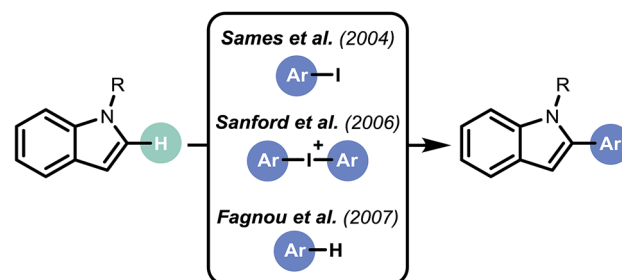 Sames et al. (2004)
Ar I
R
N
H
Sanford et al. (2006)
Ar I + Ar
R
N
Ar
Fagnou et al. (2007)
Ar H